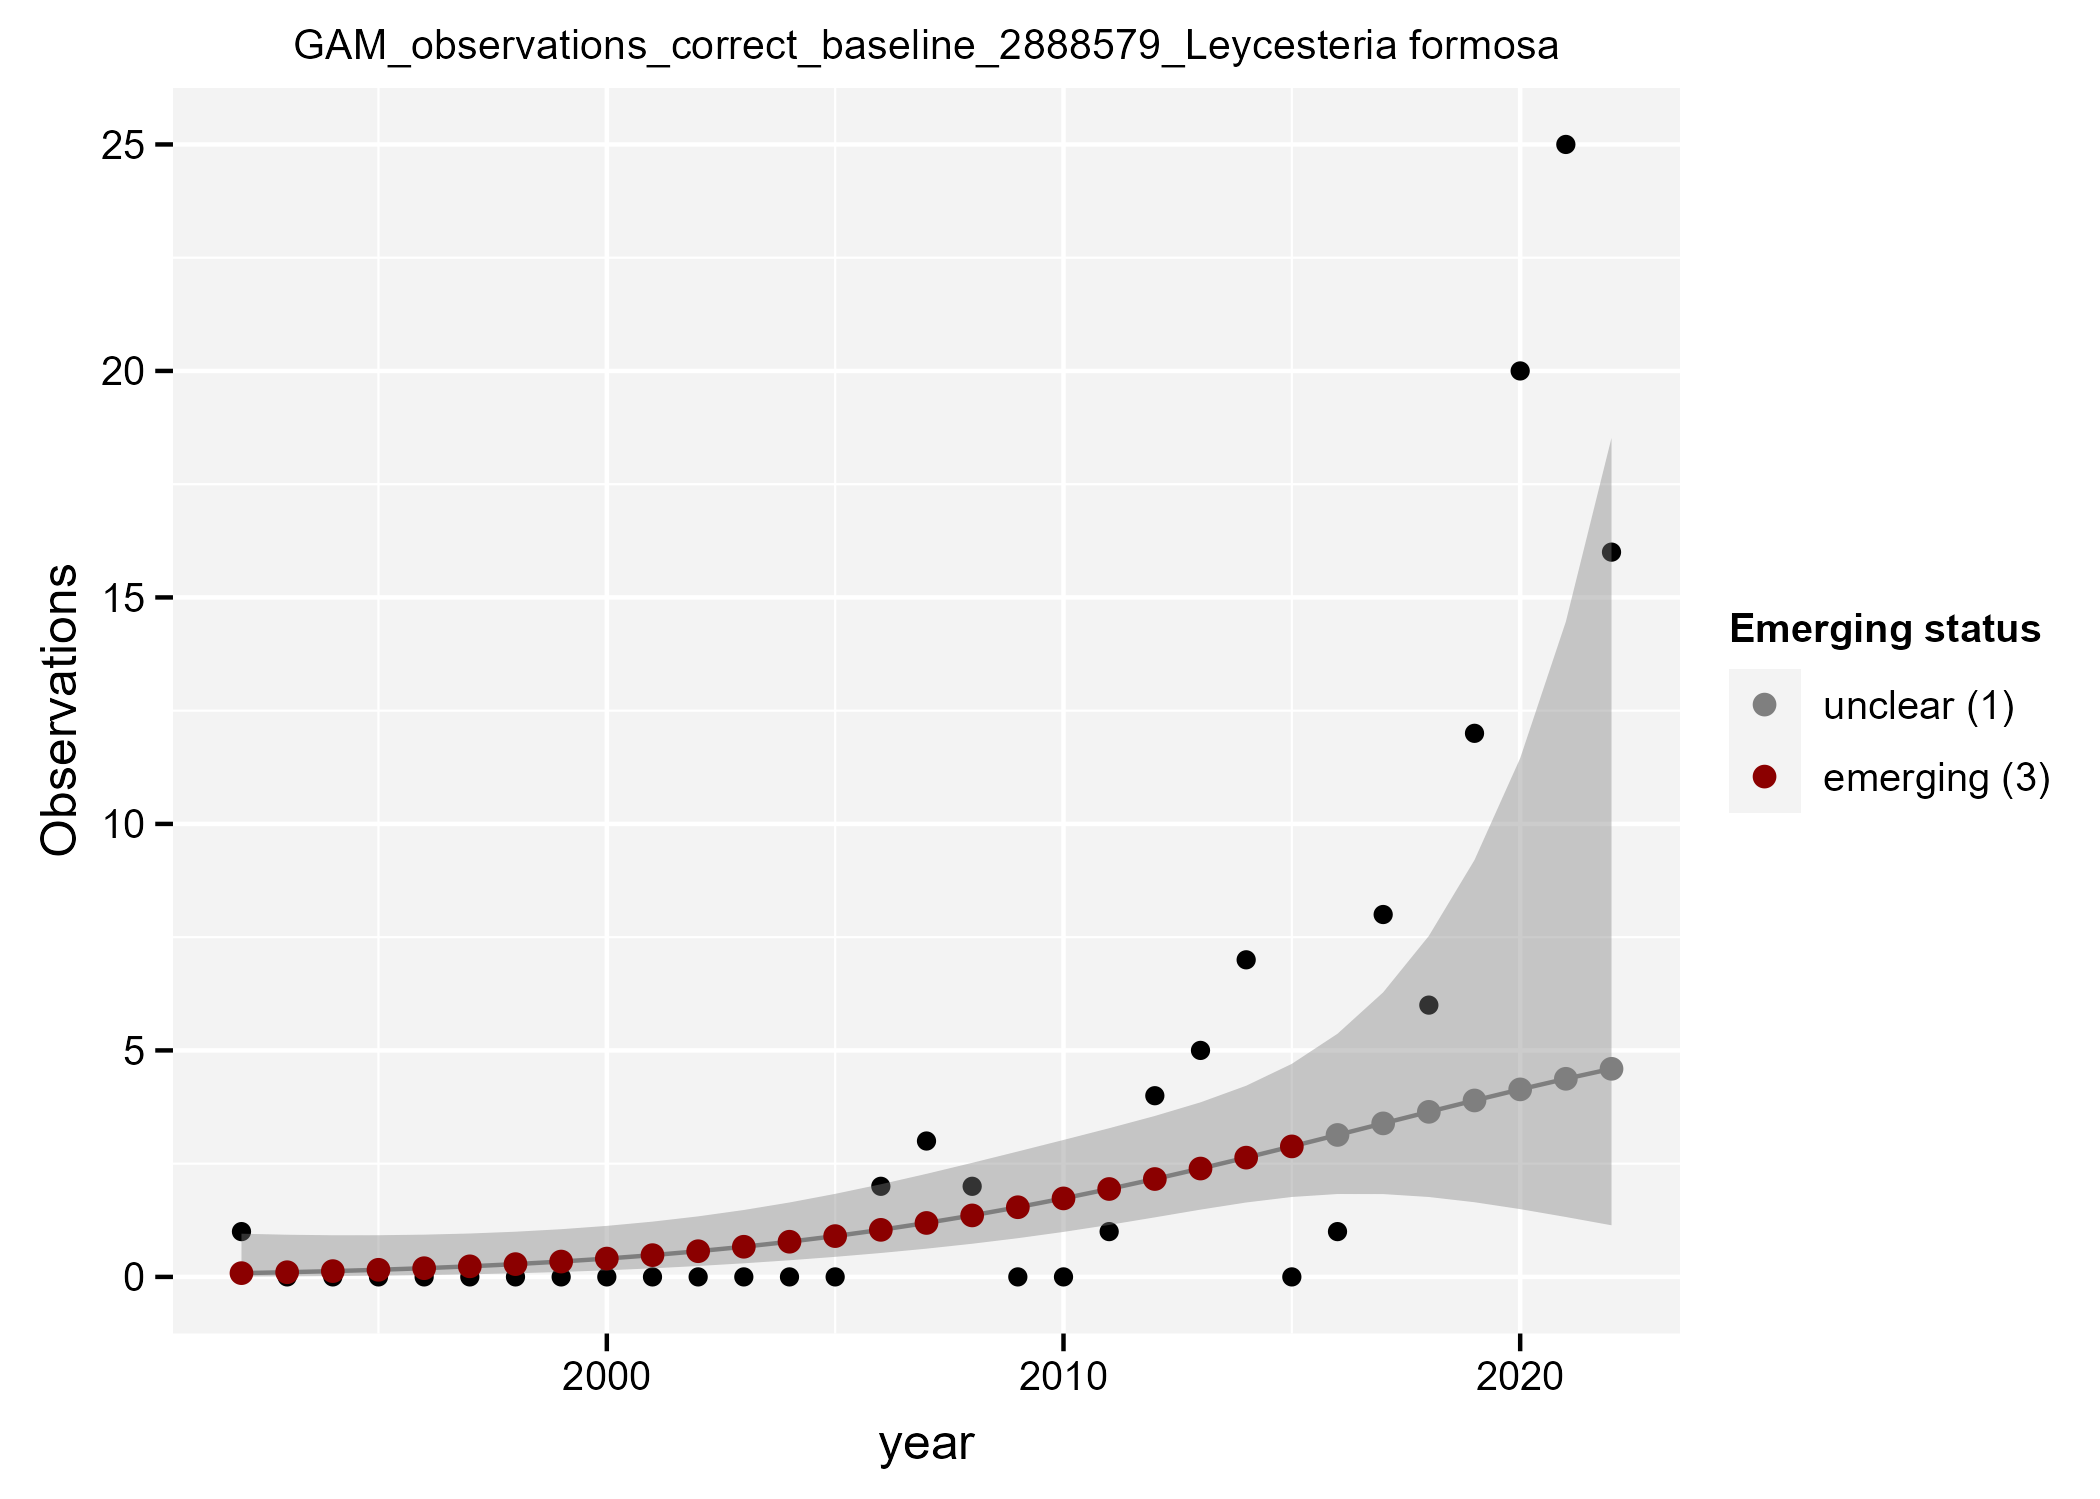 GAM_observations_correct_baseline_2888579_Leycesteria formosa
25
20
15
10
5
0
Observations
2000
2010
2020
year
Emerging status
unclear (1)
emerging (3)